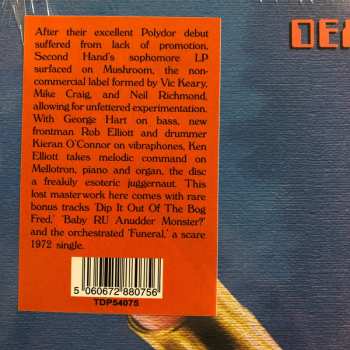 After their excellent Polydor debut
suffered from lack of promotion,
Second Hand's sophomore LP
surfaced on Mushroom, the non-
commercial label formed by Vic Keary,
Mike Craig, and Neil Richmond,
allowing for unfettered experimentation.
With George Hart on bass, new
frontman Rob Elliott and drummer
Kieran O'Connor on vibraphones, Ken
Elliott takes melodic command on
Mellotron, piano and organ, the disc
a freakily esoteric juggernaut. This
lost masterwork here comes with rare
bonus tracks 'Dip It Out Of The Bog
Fred,' 'Baby RU Anudder Monster?'
and the orchestrated 'Funeral,' a scare
1972 single.
5 060672 880756
TDP54075
DEA